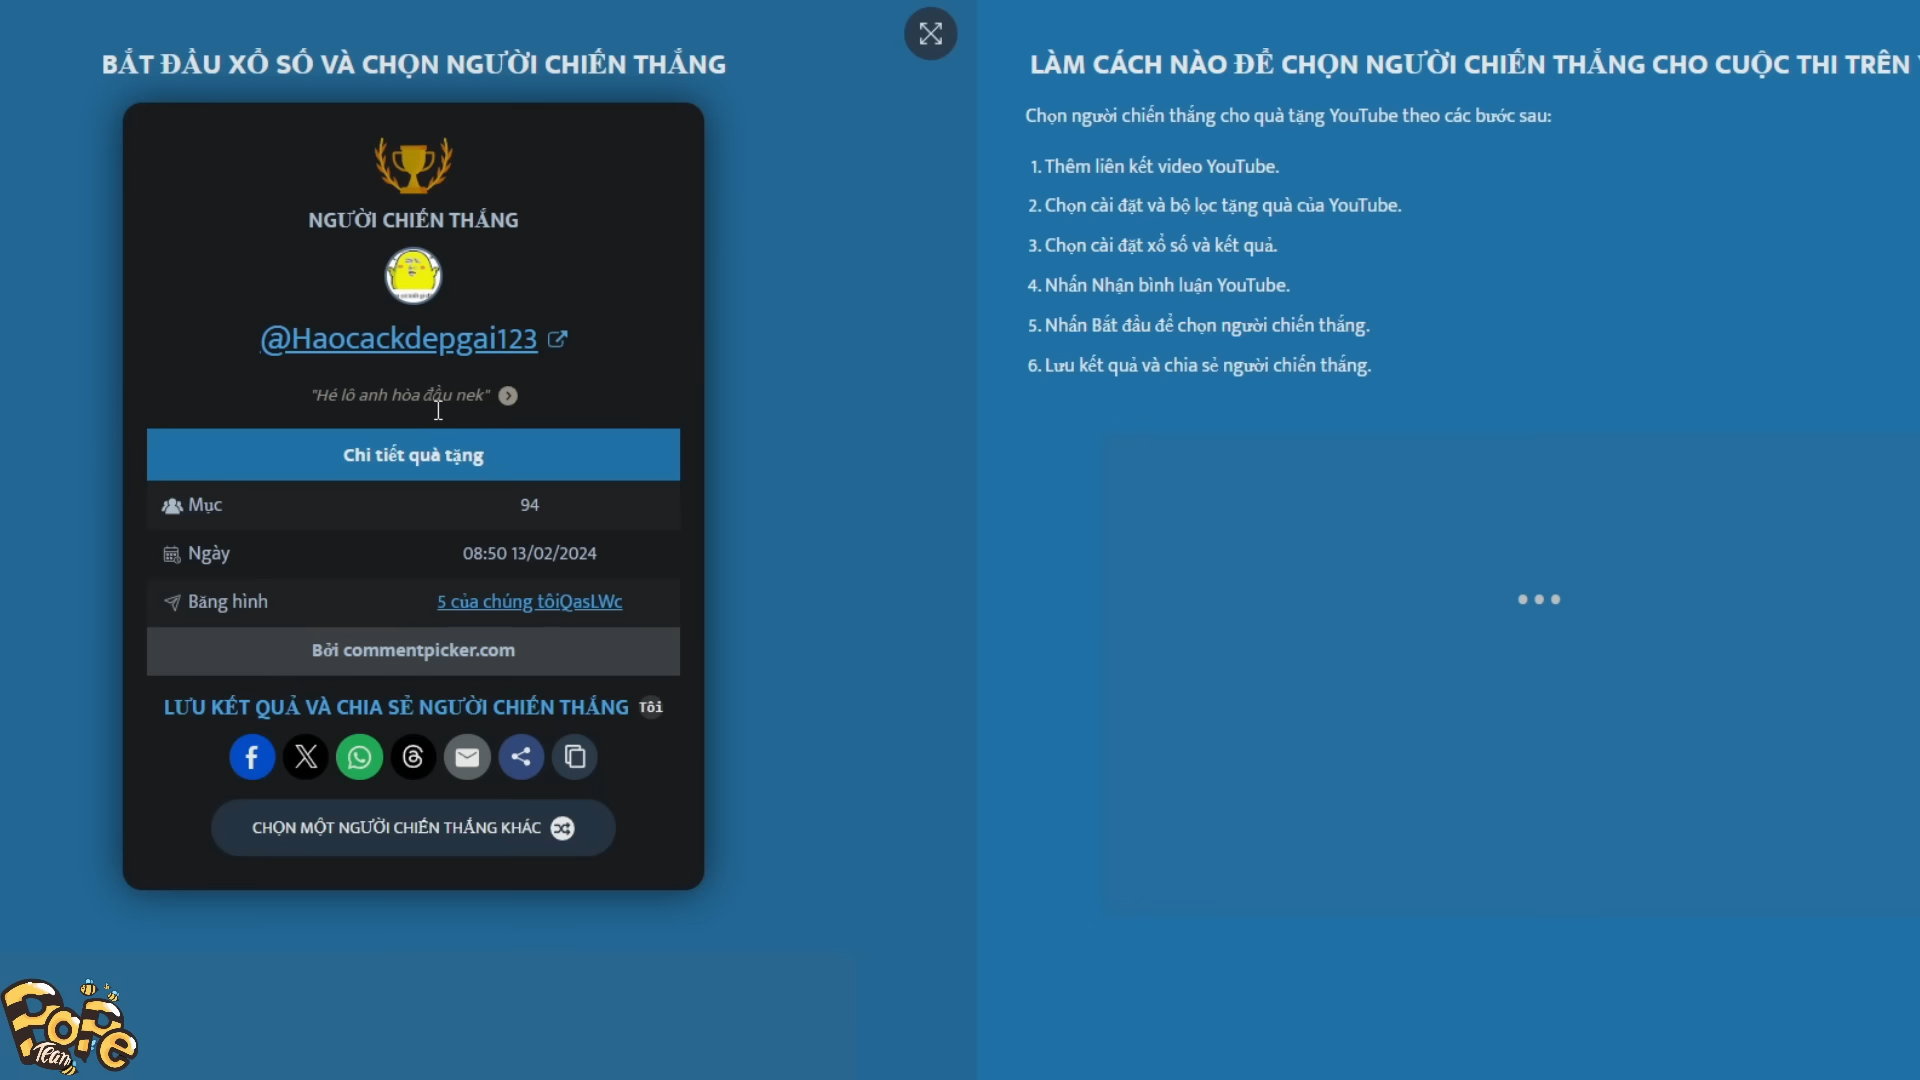 BẮT ĐẦU XỔ SỐ VÀ CHỌN NGƯỜI CHIẾN THẮNG
NGƯỜI CHIẾN THẮNG
@Haocackdepgai123
"Hé lô anh hòa đầu nek"
Chi tiết quà tặng
Mục 94
Ngày 08:50 13/02/2024
Băng hình 5 của chúng tôiQasLWc
Bởi commentpicker.com
LƯU KẾT QUẢ VÀ CHIA SẺ NGƯỜI CHIẾN THẮNG Tôi
CHỌN MỘT NGƯỜI CHIẾN THẮNG KHÁC
PoPe
Team
LÀM CÁCH NÀO ĐỂ CHỌN NGƯỜI CHIẾN THẮNG CHO CUỘC THI TRÊN
Chọn người chiến thắng cho quà tặng YouTube theo các bước sau:
1. Thêm liên kết video YouTube.
2. Chọn cài đặt và bộ lọc tặng quà của YouTube.
3. Chọn cài đặt xổ số và kết quả.
4. Nhấn Nhận bình luận YouTube.
5. Nhấn Bắt đầu để chọn người chiến thắng.
6. Lưu kết quả và chia sẻ người chiến thắng.